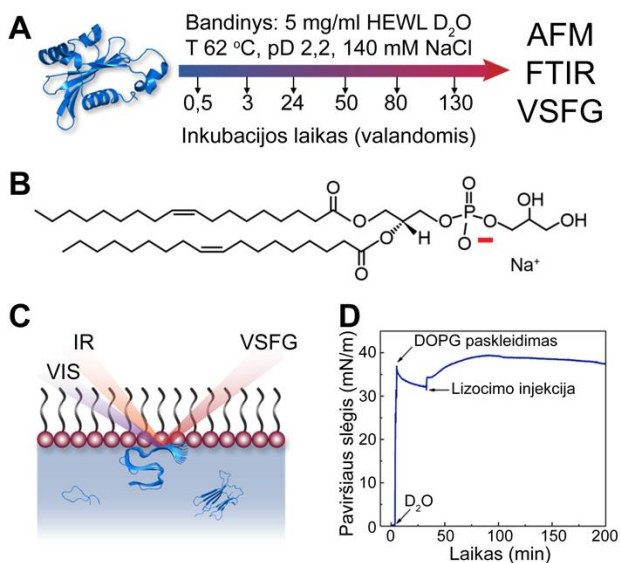 A
Bandinys: 5 mg/ml HEWL D₂O
T 62 °C, pD 2,2, 140 mM NaCl
0,5 3 24 50 80 130
Inkubacijos laikas (valandomis)
AFM
FTIR
VSFG
B
O
O
O
O
H
O
P
O
O
O
OH
OH
Na⁺
C
IR
VIS
VSFG
D
Paviršiaus slėgis (mN/m)
40
30
20
10
0
DOPG paskleidimas
Lizocimo injekcija
D₂O
0 50 100 150 200
Laikas (min)